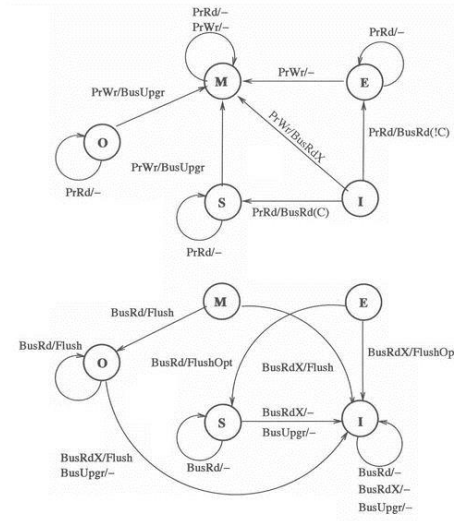 PrRd/–
PrWr/–
PrRd/–
M
PrWr/–
E
PrWr/BusUpgr
O
PrWr/BusRdX
PrRd/BusRd(!C)
PrWr/BusUpgr
PrRd/–
S
PrRd/BusRd(C)
I
PrRd/–
M
E
BusRd/Flush
BusRd/Flush
O
BusRd/FlushOpt
BusRdX/Flush
BusRdX/FlushOp
S
BusRdX/–
BusUpgr/–
I
BusRdX/Flush
BusUpgr/–
BusRd/–
BusRd/–
BusRdX/–
BusUpgr/–